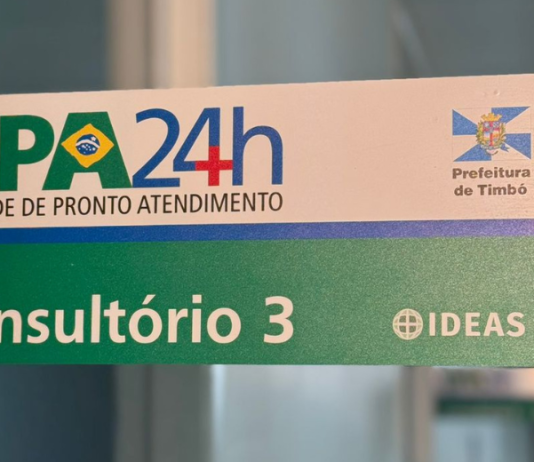 PA24h
DE DE PRONTO ATENDIMENTO
Prefeitura
de Timbó
nsultório 3
IDEAS